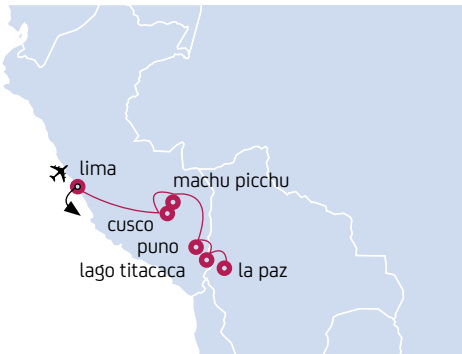 lima
machu picchu
cusco
puno
lago titacaca
la paz